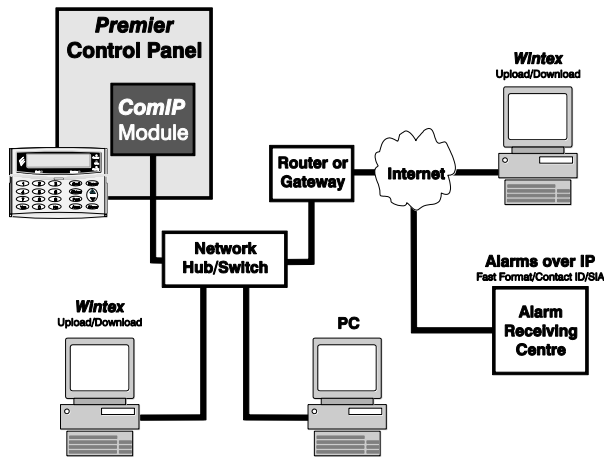 Premier
Control Panel
ComIP
Module
Wintex
Upload/Download
Router or
Gateway
Internet
Network
Hub/Switch
Alarms over IP
Fast Format/Contact ID/SIA
Alarm
Receiving
Centre
Wintex
Upload/Download
PC